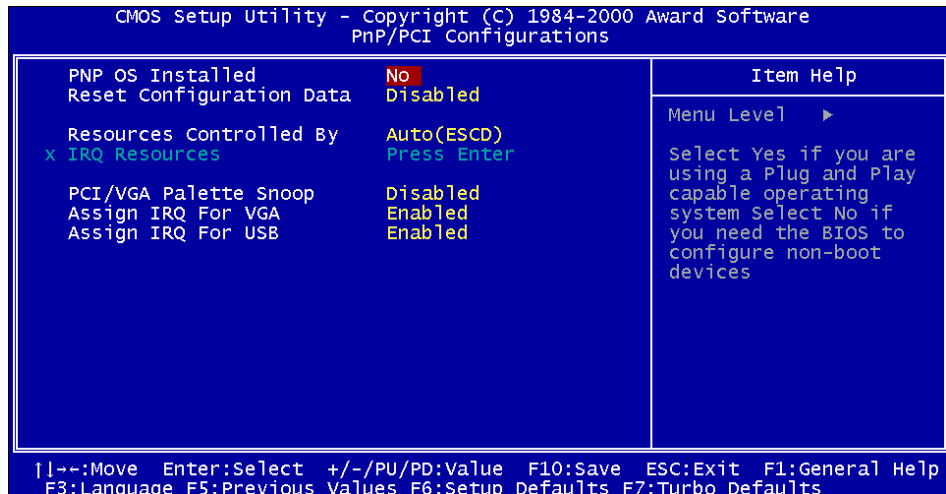 CMOS Setup Utility - Copyright (C) 1984-2000 Award Software
PnP/PCI Configurations
PNP OS Installed No
Reset Configuration Data Disabled
Resources Controlled By Auto(ESCD)
x IRQ Resources Press Enter
PCI/VGA Palette Snoop Disabled
Assign IRQ For VGA Enabled
Assign IRQ For USB Enabled
Item Help
Menu Level ▶
Select Yes if you are
using a Plug and Play
capable operating
system Select No if
you need the BIOS to
configure non-boot
devices
↑↓→←:Move Enter:Select +/-/PU/PD:Value F10:Save ESC:Exit F1:General Help
F3:Language F5:Previous Values F6:Setup Defaults F7:Turbo Defaults